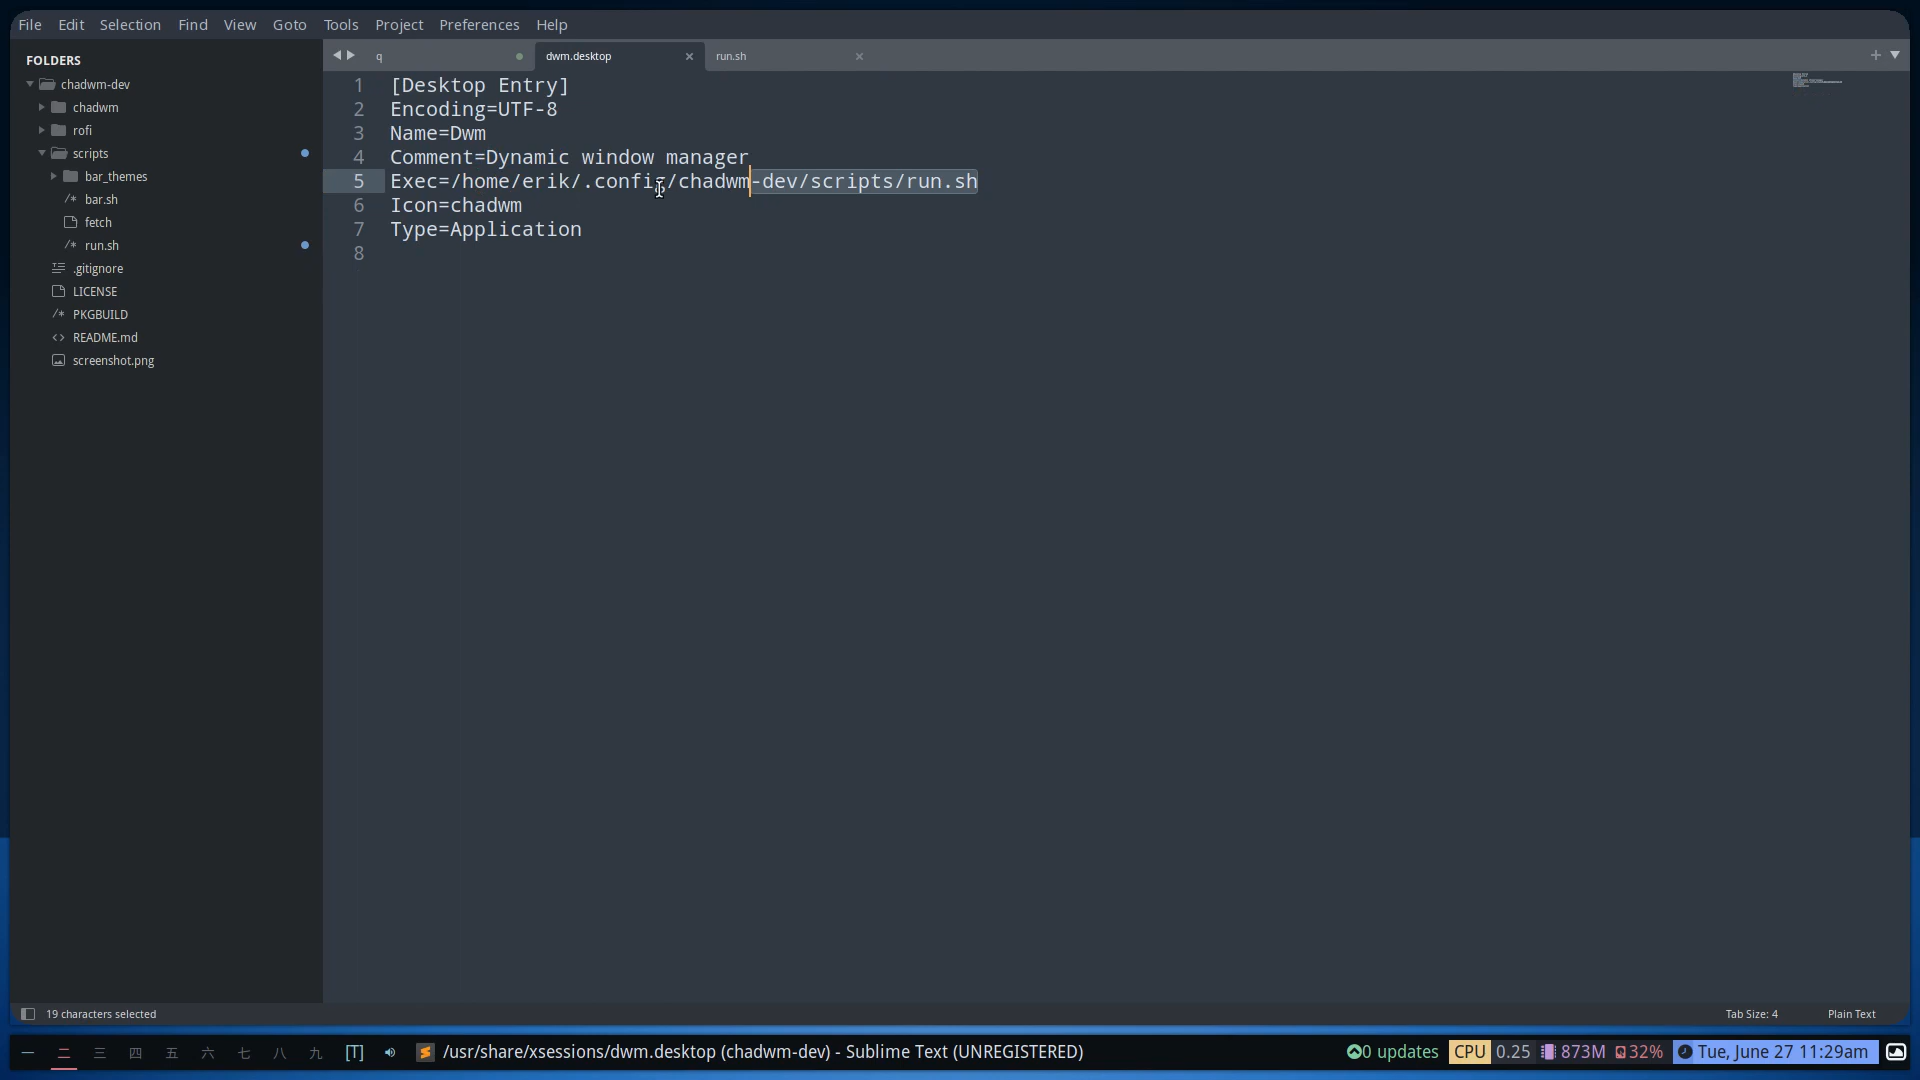 File Edit Selection Find View Goto Tools Project Preferences Help
FOLDERS
chadwm-dev
chadwm
rofi
scripts
bar_themes
bar.sh
fetch
run.sh
.gitignore
LICENSE
PKGBUILD
README.md
screenshot.png
q dwm.desktop run.sh
1 [Desktop Entry]
2 Encoding=UTF-8
3 Name=Dwm
4 Comment=Dynamic window manager
5 Exec=/home/erik/.config/chadwm-dev/scripts/run.sh
6 Icon=chadwm
7 Type=Application
8
19 characters selected Tab Size: 4 Plain Text
一 二 三 四 五 六 七 八 九 [T] /usr/share/xsessions/dwm.desktop (chadwm-dev) - Sublime Text (UNREGISTERED) 0 updates CPU 0.25 873M 32% Tue, June 27 11:29am